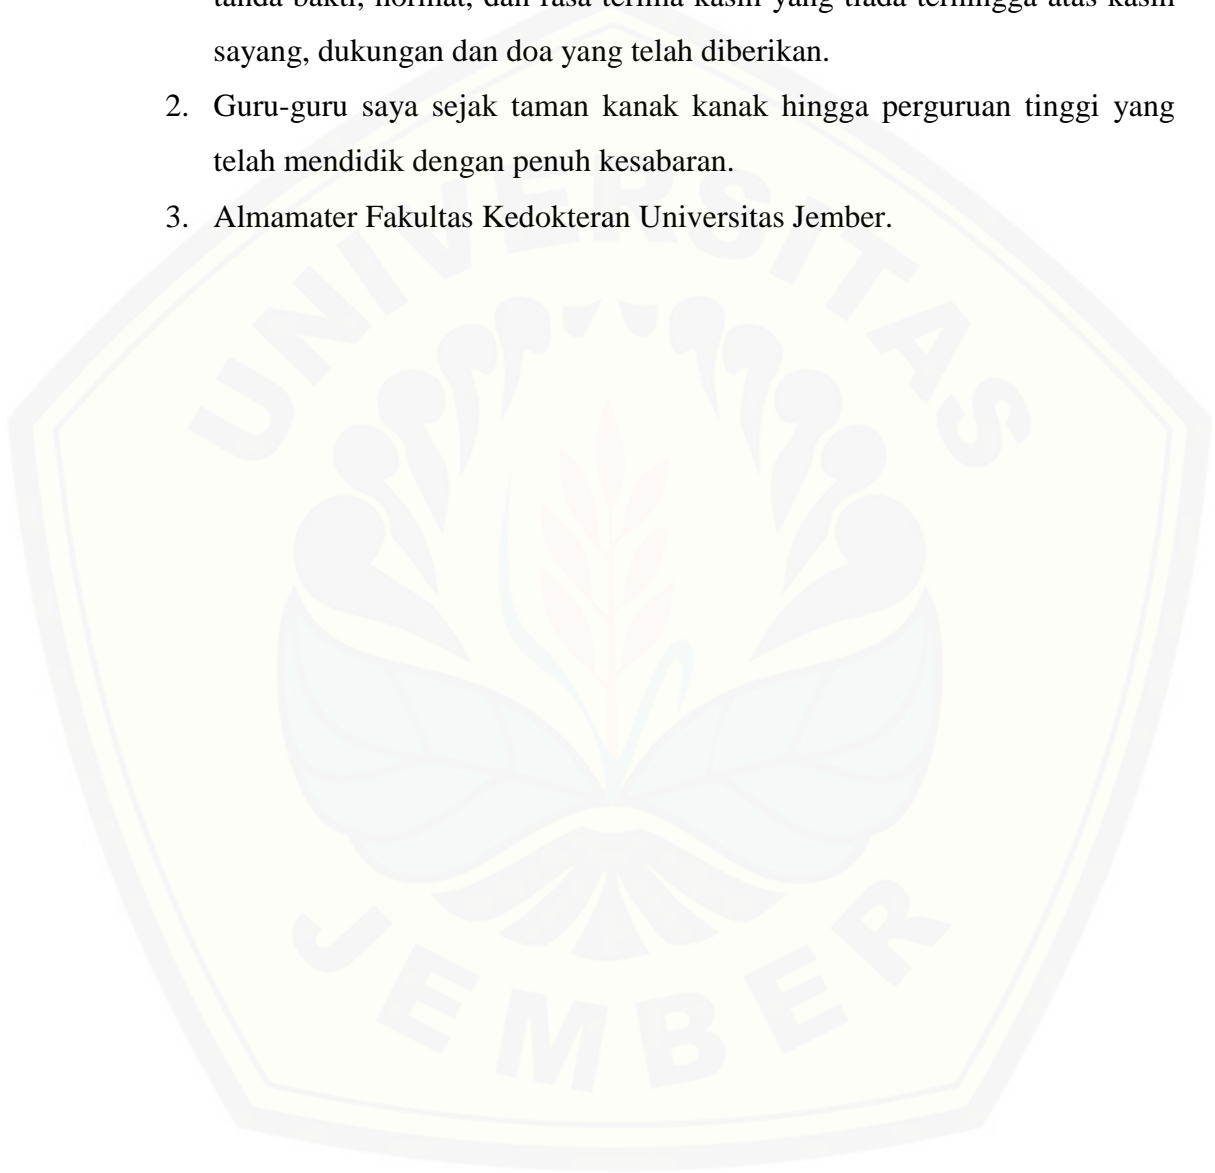 tanda bakti, hormat, dan rasa terima kasih yang tiada terhingga atas kasih
sayang, dukungan dan doa yang telah diberikan.
2. Guru-guru saya sejak taman kanak kanak hingga perguruan tinggi yang
telah mendidik dengan penuh kesabaran.
3. Almamater Fakultas Kedokteran Universitas Jember.
UNIVERSITAS
JEMBER